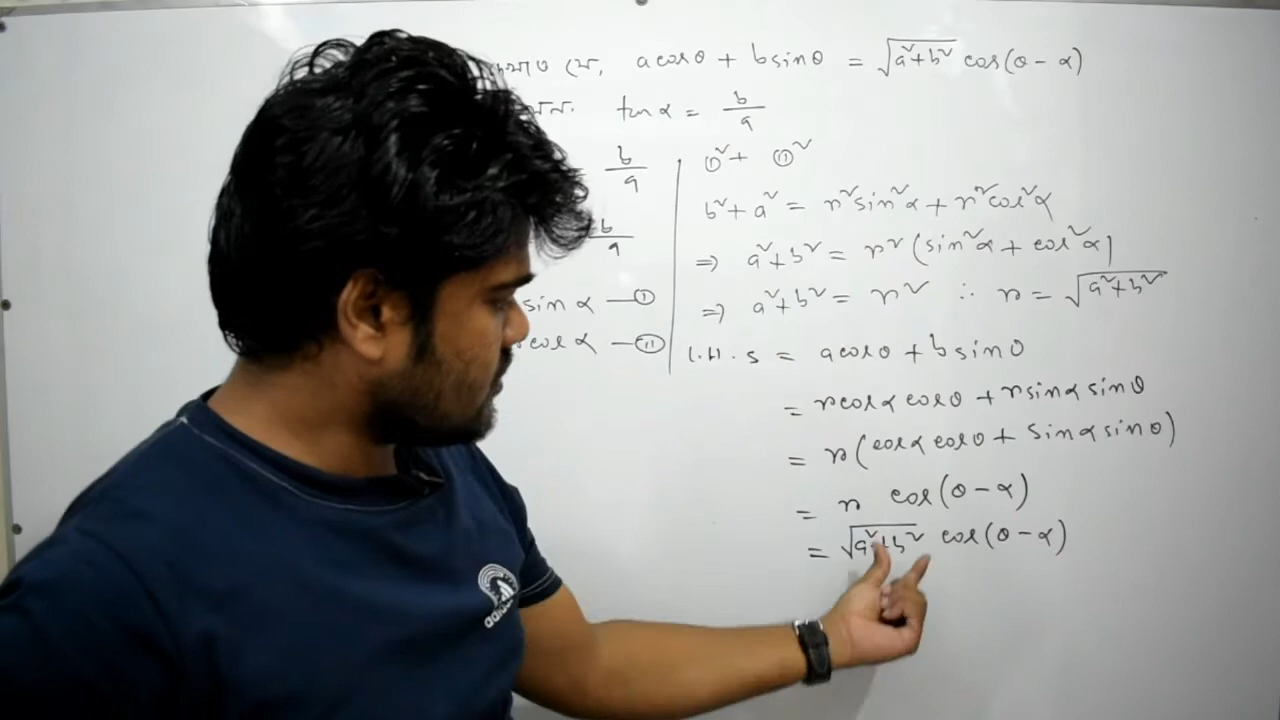 যে, a cosθ + b sinθ = √a²+b² cos(θ - α)
tan α = b/a
b/a
b/a
sin α —①
cos α —②
①² + ②²
b² + a² = r² sin²α + r² cos²α
⇒ a² + b² = r² (sin²α + cos²α)
⇒ a² + b² = r² ∴ r = √a²+b²
L.H.S = a cosθ + b sinθ
= r cosα cosθ + r sinα sinθ
= r (cosα cosθ + sinα sinθ)
= r cos(θ - α)
= √a²+b² cos(θ - α)